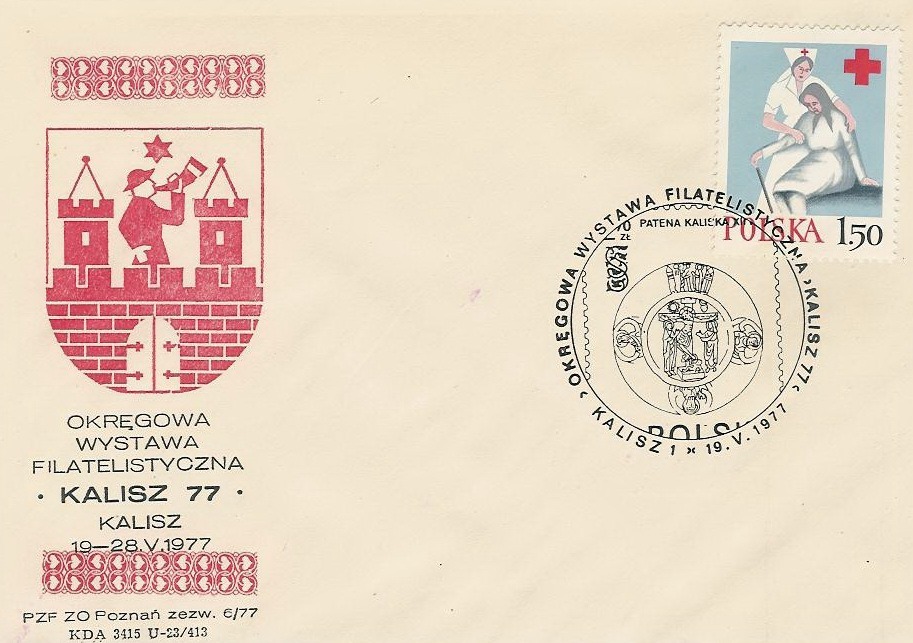 OKRĘGOWA
WYSTAWA
FILATELISTYCZNA
· KALISZ 77 ·
KALISZ
19–28.V.1977
PZF ZO Poznań zezw. 6/77
KDA 3415 U-23/413
POLSKA 1.50
OKRĘGOWA WYSTAWA FILATELISTYCZNA ›KALISZ 77‹
‹ KALISZ 1 × 19.V.1977
PATENA KALISKA
ZŁ